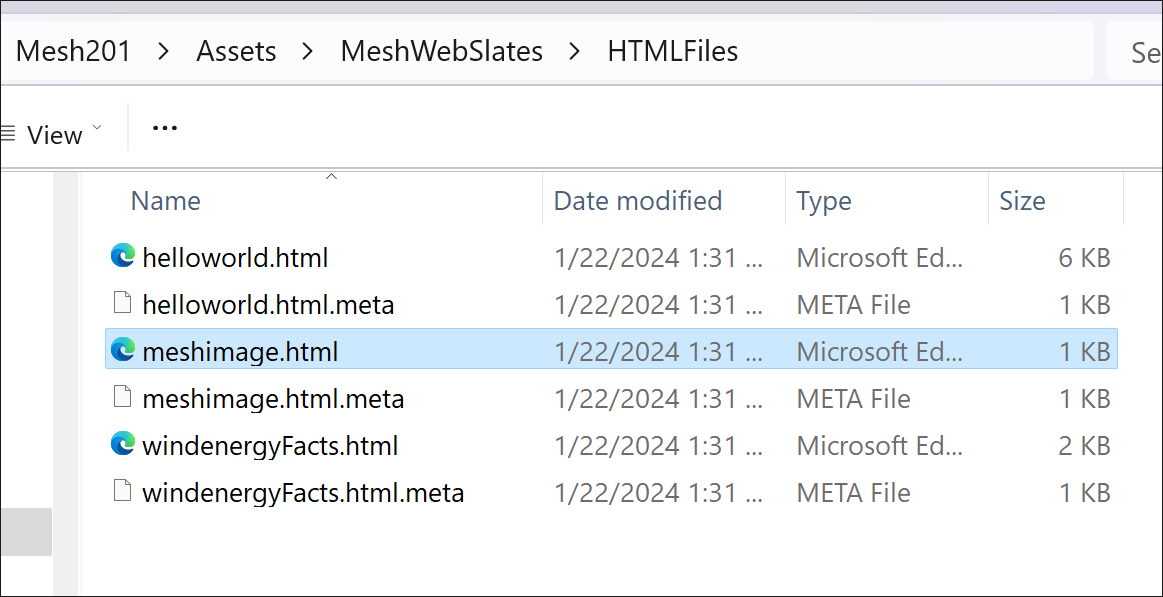 Mesh201 > Assets > MeshWebSlates > HTMLFiles Se
View ...
Name Date modified Type Size
helloworld.html 1/22/2024 1:31 ... Microsoft Ed... 6 KB
helloworld.html.meta 1/22/2024 1:31 ... META File 1 KB
meshimage.html 1/22/2024 1:31 ... Microsoft Ed... 1 KB
meshimage.html.meta 1/22/2024 1:31 ... META File 1 KB
windenergyFacts.html 1/22/2024 1:31 ... Microsoft Ed... 2 KB
windenergyFacts.html.meta 1/22/2024 1:31 ... META File 1 KB